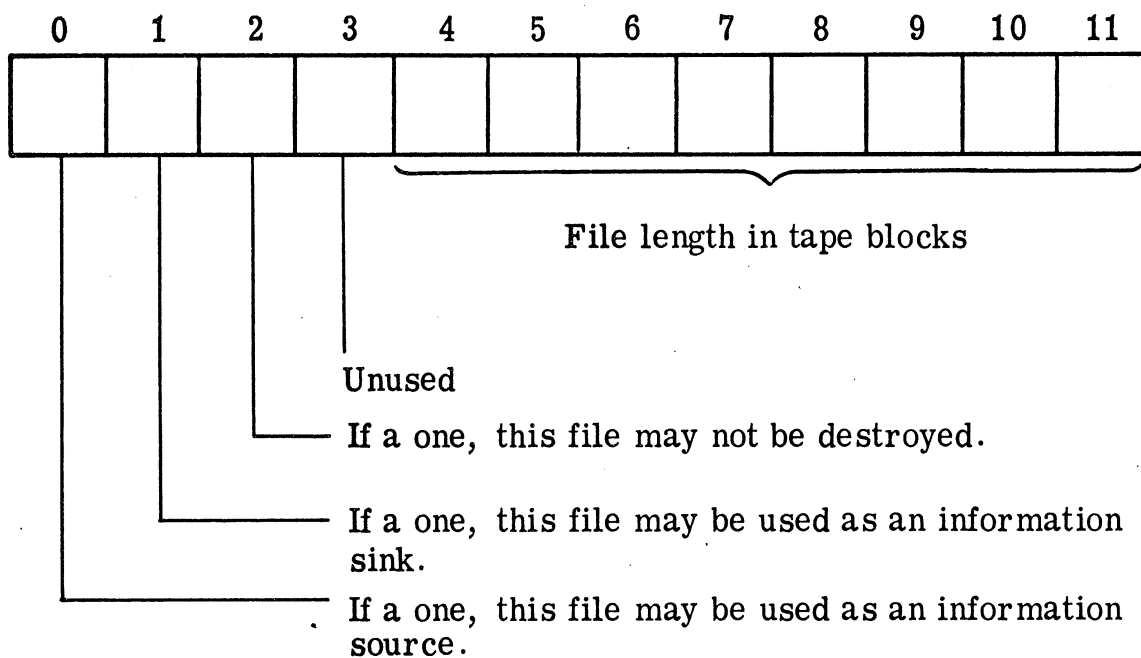 0 1 2 3 4 5 6 7 8 9 10 11
File length in tape blocks
Unused
If a one, this file may not be destroyed.
If a one, this file may be used as an information
sink.
If a one, this file may be used as an information
source.